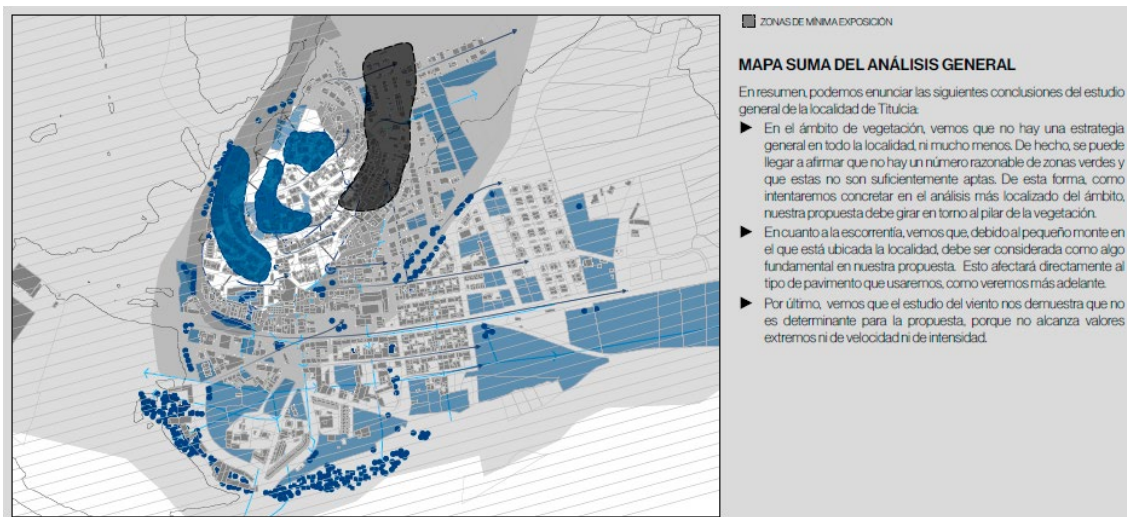 ZONAS DE MÍNIMA EXPOSICIÓN
MAPA SUMA DEL ANÁLISIS GENERAL
En resumen, podemos enunciar las siguientes conclusiones del estudio
general de la localidad de Titulcia:
► En el ámbito de vegetación, vemos que no hay una estrategia
general en todo la localidad, ni mucho menos. De hecho, se puede
llegar a afirmar que no hay un número razonable de zonas verdes y
que estas no son suficientemente aptas. De esta forma, como
intentaremos concretar en el análisis más localizado del ámbito,
nuestra propuesta debe girar en torno al pilar de la vegetación.
► En cuanto a la escorrentía, vemos que, debido al pequeño monte en
el que está ubicada la localidad, debe ser considerada como algo
fundamental en nuestra propuesta. Esto afectará directamente al
tipo de pavimento que usaremos, como veremos más adelante.
► Por último, vemos que el estudio del viento nos demuestra que no
es determinante para la propuesta, porque no alcanza valores
extremos ni de velocidad ni de intensidad.